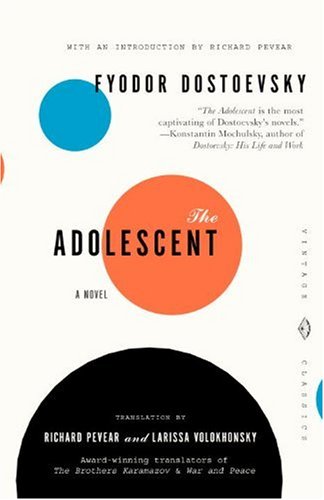 WITH AN INTRODUCTION BY RICHARD PEVEAR
FYODOR DOSTOEVSKY
"The Adolescent is the most
captivating of Dostoevsky's novels."
—Konstantin Mochulsky, author of
Dostoevsky: His Life and Work
The
ADOLESCENT
A NOVEL
VINTAGE
CLASSICS
TRANSLATION BY
RICHARD PEVEAR and LARISSA VOLOKHONSKY
Award-winning translators of
The Brothers Karamazov & War and Peace